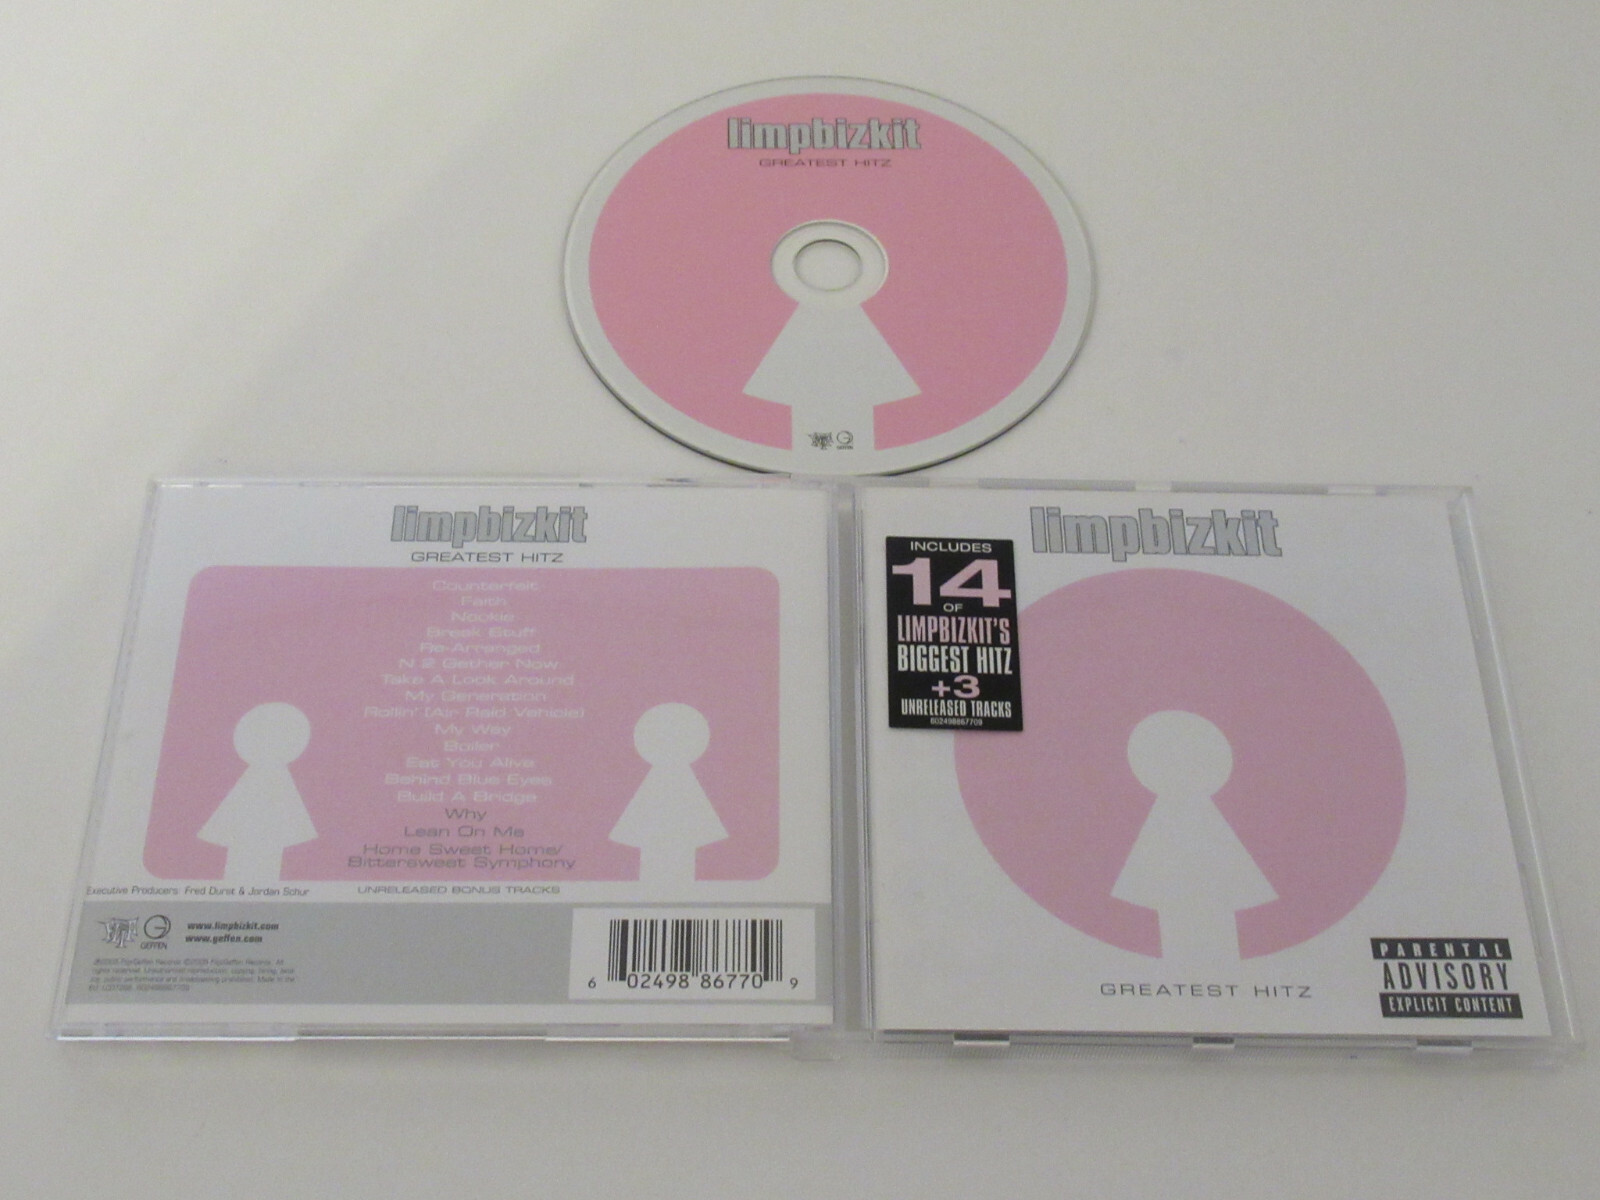 limpbizkit
GREATEST HITZ
limpbizkit
GREATEST HITZ
Counterfeit
Faith
Nookie
Break Stuff
Re-Arranged
N 2 Gether Now
Take A Look Around
My Generation
Rollin' (Air Raid Vehicle)
My Way
Boiler
Eat You Alive
Behind Blue Eyes
Build A Bridge
Why
Lean On Me
Home Sweet Home/
Bittersweet Symphony
Executive Producers: Fred Durst & Jordan Schur
UNRELEASED BONUS TRACKS
GEFFEN
www.limpbizkit.com
www.geffen.com
6 02498 86770 9
limpbizkit
INCLUDES
14
OF
LIMPBIZKIT'S
BIGGEST HITZ
+3
UNRELEASED TRACKS
602498867709
GREATEST HITZ
PARENTAL
ADVISORY
EXPLICIT CONTENT